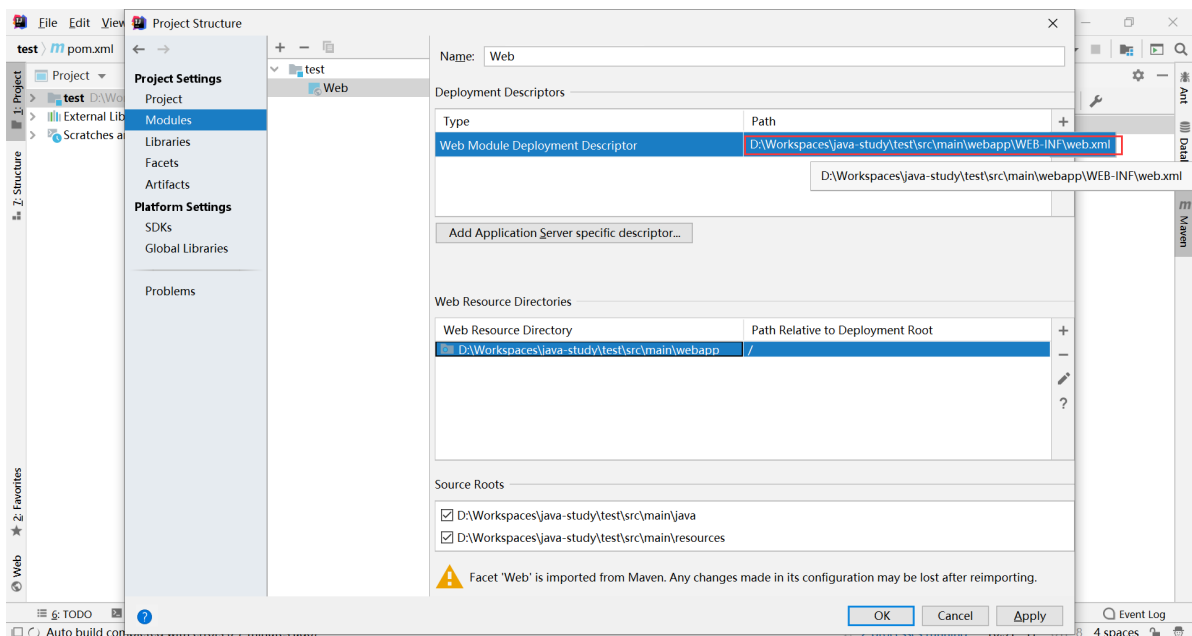 File Edit View
Project Structure
test
pom.xml
1: Project
Project
test D:\Wo
External Lib
Scratches a
7: Structure
2: Favorites
Web
Project Settings
Project
Modules
Libraries
Facets
Artifacts
Platform Settings
SDKs
Global Libraries
Problems
test
Web
Name: Web
Deployment Descriptors
Type Path
Web Module Deployment Descriptor D:\Workspaces\java-study\test\src\main\webapp\WEB-INF\web.xml
D:\Workspaces\java-study\test\src\main\webapp\WEB-INF\web.xml
Add Application Server specific descriptor...
Web Resource Directories
Web Resource Directory Path Relative to Deployment Root
D:\Workspaces\java-study\test\src\main\webapp /
Source Roots
D:\Workspaces\java-study\test\src\main\java
D:\Workspaces\java-study\test\src\main\resources
Facet 'Web' is imported from Maven. Any changes made in its configuration may be lost after reimporting.
OK Cancel Apply
Ant
Datal
Maven
6: TODO
Event Log
4 spaces